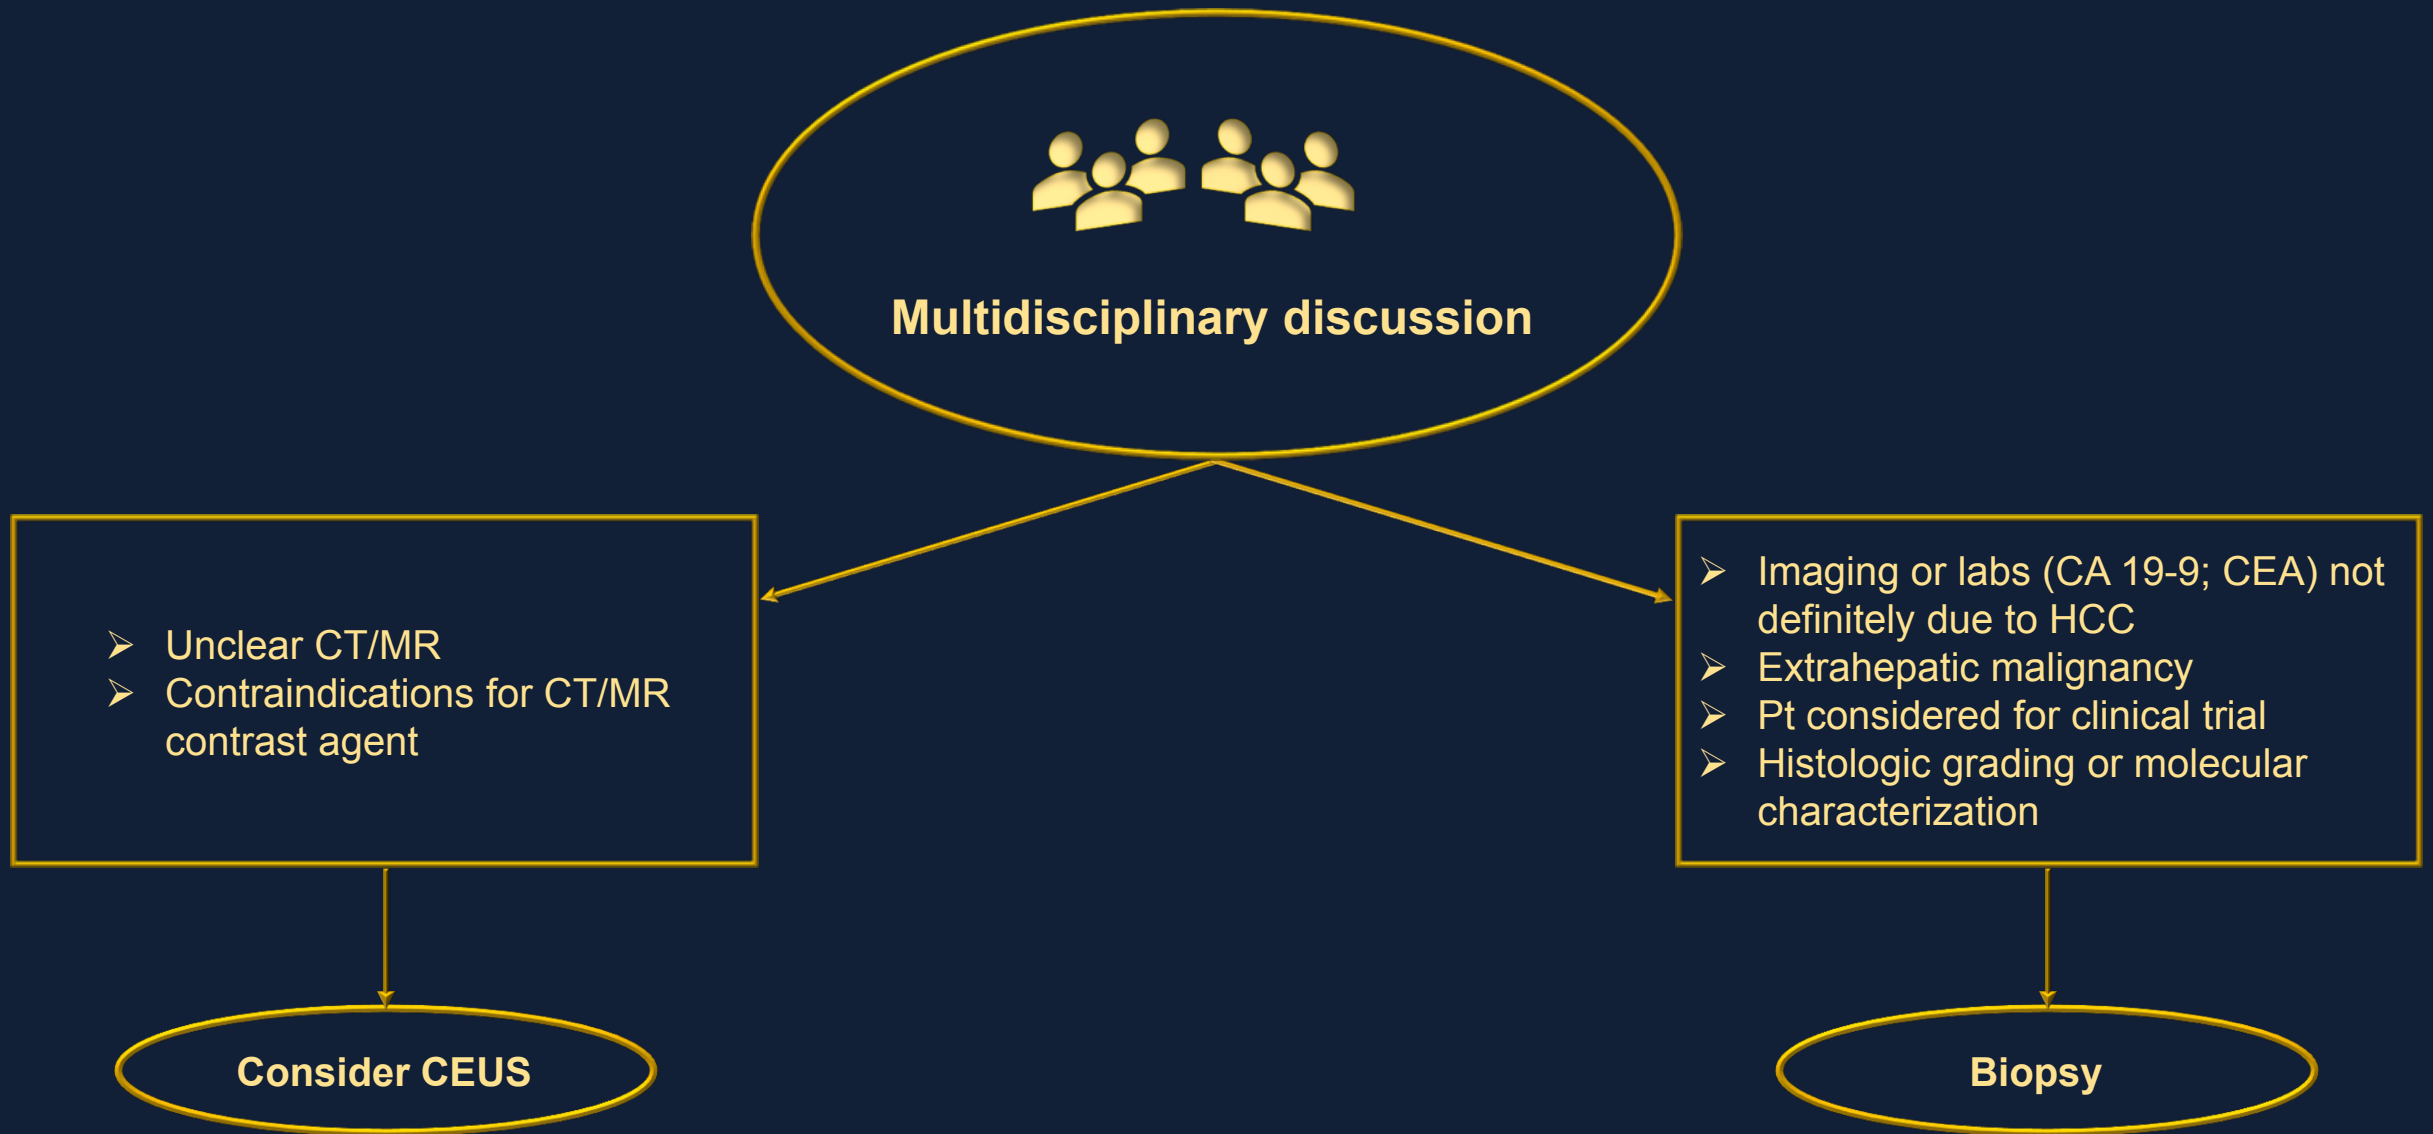 Multidisciplinary discussion
➢ Unclear CT/MR
➢ Contraindications for CT/MR
contrast agent
➢ Imaging or labs (CA 19-9; CEA) not
definitely due to HCC
➢ Extrahepatic malignancy
➢ Pt considered for clinical trial
➢ Histologic grading or molecular
characterization
Consider CEUS
Biopsy